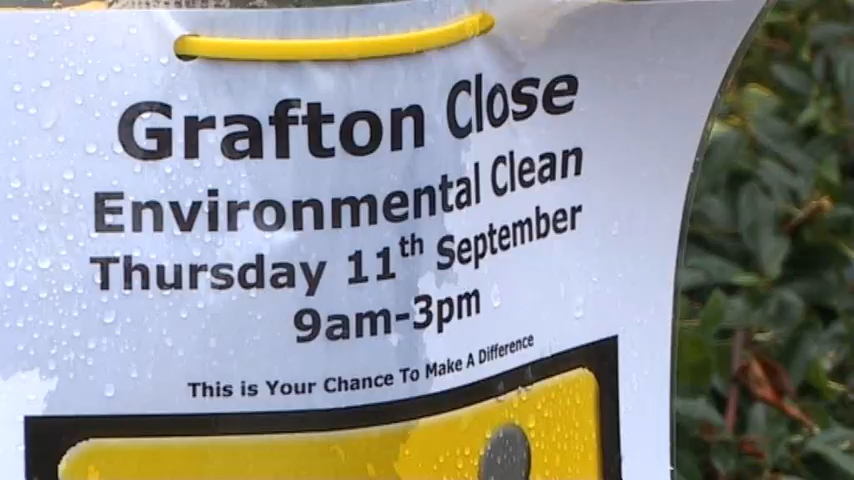 Grafton Close
Environmental Clean
Thursday 11th September
9am-3pm
This is Your Chance To Make A Difference